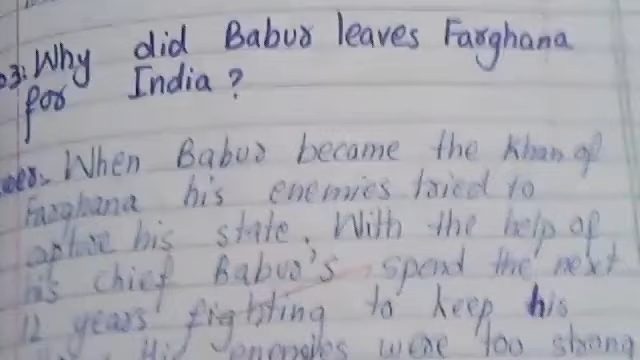 Q3: Why did Babur leaves Farghana
for India?
When Babur became the Khan of
Farghana his enemies tried to
his state. With the help of
his chief Babur's spend the next
12 years fighting to keep his
His enemies were too strong